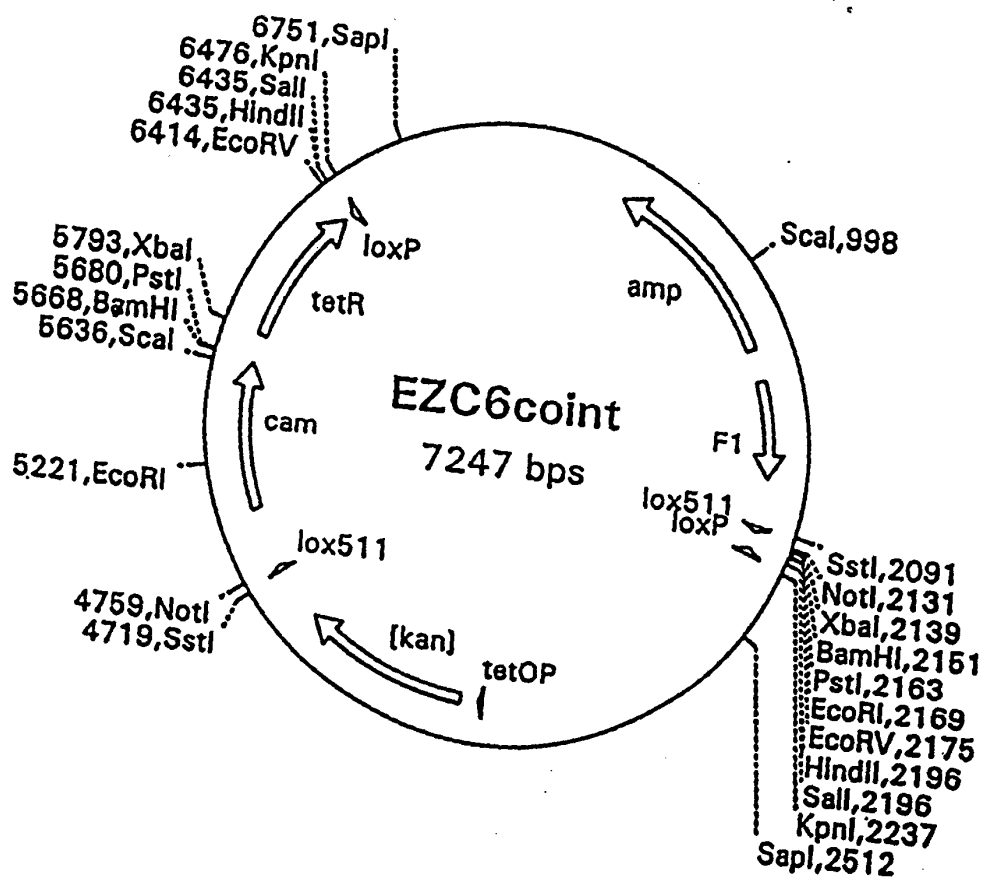 6751,SapI
6476,KpnI
6435,SalI
6435,HindII
6414,EcoRV
loxP
ScaI,998
5793,XbaI
5680,PstI
5668,BamHI
5636,ScaI
tetR
amp
EZC6coint
7247 bps
cam
F1
5221,EcoRI
lox511
loxP
lox511
SstI,2091
NotI,2131
XbaI,2139
BamHI,2151
PstI,2163
EcoRI,2169
EcoRV,2175
HindII,2196
SalI,2196
KpnI,2237
SapI,2512
4759,NotI
4719,SstI
[kan]
tetOP